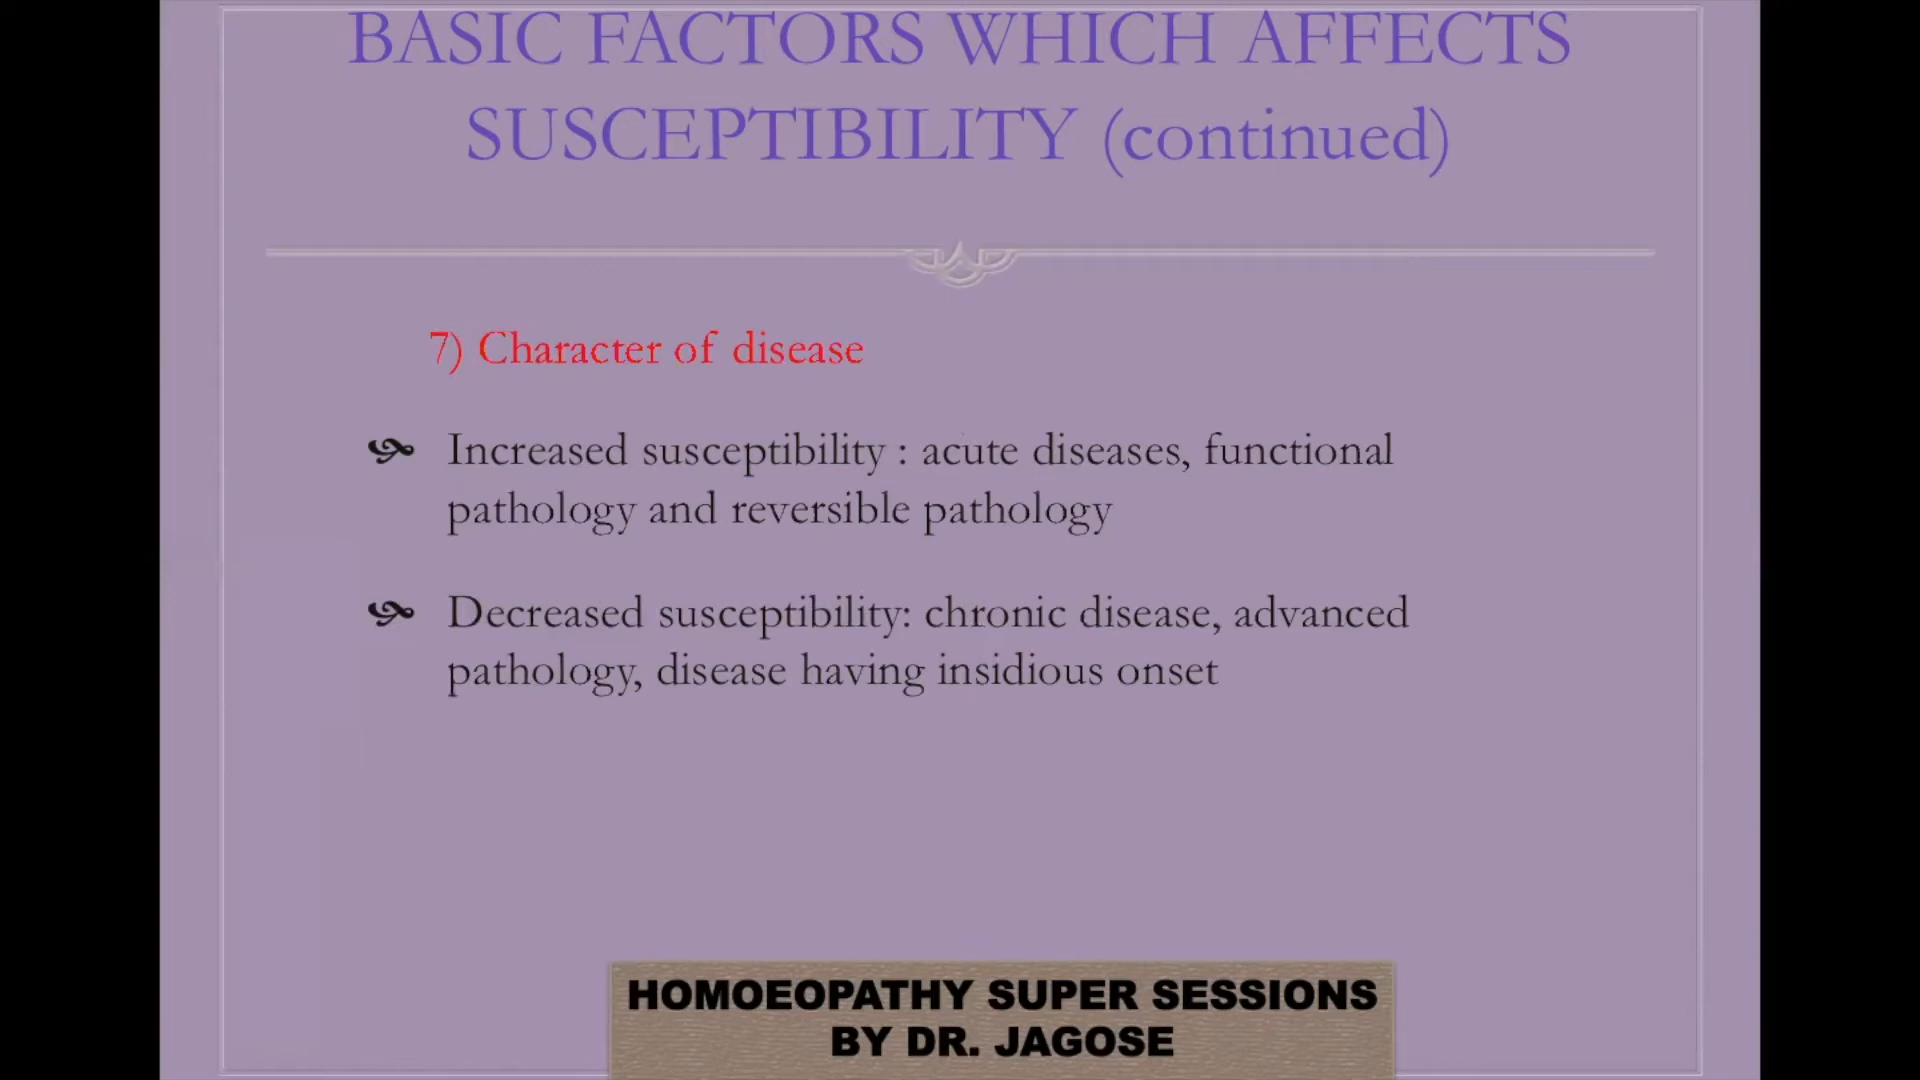 BASIC FACTORS WHICH AFFECTS
SUSCEPTIBILITY (continued)
7) Character of disease
Increased susceptibility : acute diseases, functional
pathology and reversible pathology
Decreased susceptibility: chronic disease, advanced
pathology, disease having insidious onset
HOMOEOPATHY SUPER SESSIONS
BY DR. JAGOSE